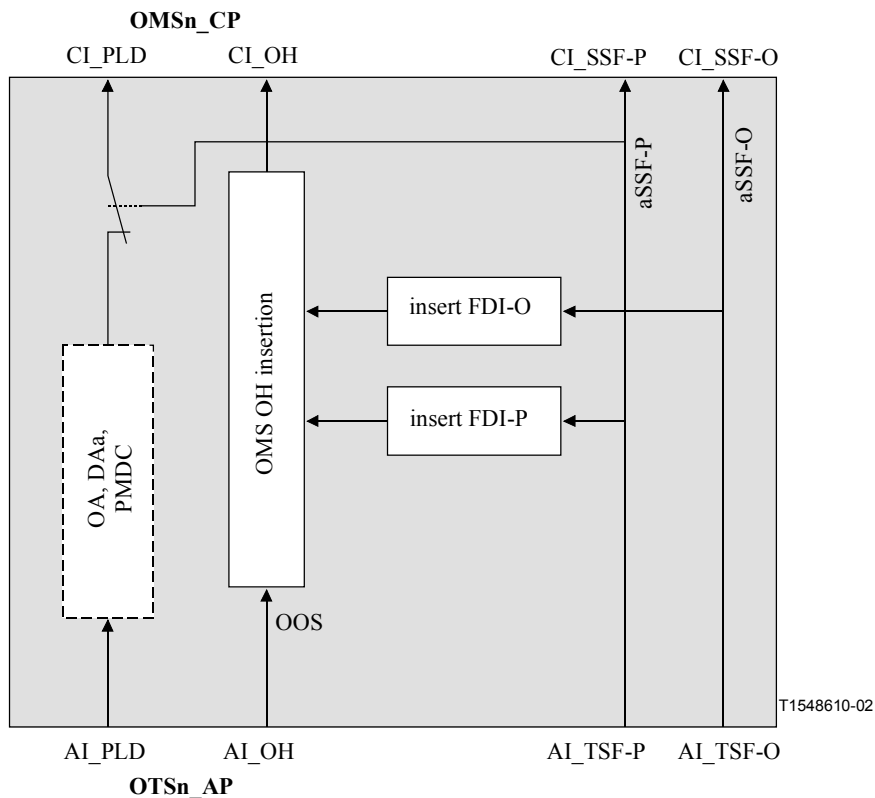 OMSn_CP
CI_PLD CI_OH CI_SSF-P CI_SSF-O
aSSF-P
aSSF-O
insert FDI-O
OMS OH insertion
insert FDI-P
OA, DAa,
PMDC
OOS
T1548610-02
AI_PLD AI_OH AI_TSF-P AI_TSF-O
OTSn_AP